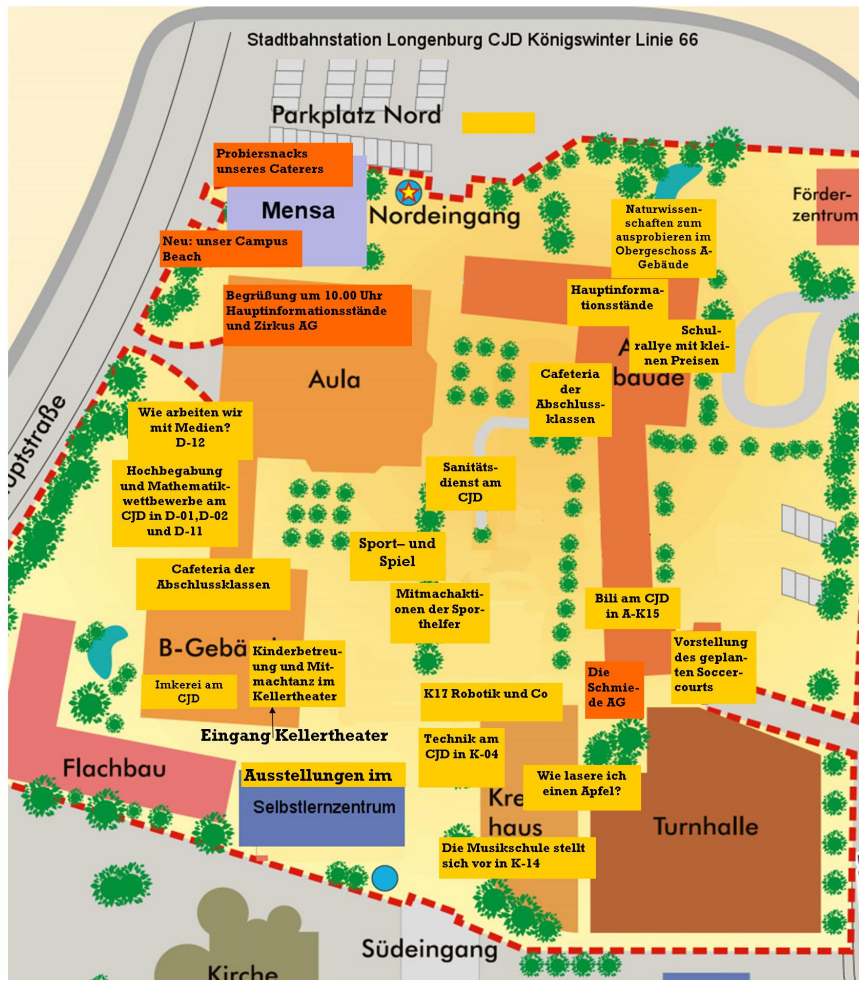 Stadtbahnstation Longenburg CJD Königswinter Linie 66
Parkplatz Nord
Probiersnacks
unseres Caterers
Mensa
Nordeingang
Förder-
zentrum
Naturwissen-
schaften zum
ausprobieren im
Obergeschoss A-
Gebäude
Neu: unser Campus
Beach
Begrüßung um 10.00 Uhr
Hauptinformationsstände
und Zirkus AG
Hauptinforma-
tionsstände
Schul-
rallye mit klei-
nen Preisen
A
bäude
Aula
Cafeteria
der
Abschluss-
klassen
uptstraße
Wie arbeiten wir
mit Medien?
D-12
Hochbegabung
und Mathematik-
wettbewerbe am
CJD in D-01,D-02
und D-11
Sanitäts-
dienst am
CJD
Sport– und
Spiel
Cafeteria der
Abschlussklassen
Mitmachakti-
onen der Spor-
thelfer
Bili am CJD
in A-K15
B-Gebäu
Kinderbetreu-
ung und Mit-
machtanz im
Kellertheater
Vorstellung
des geplan-
ten Soccer-
courts
Imkerei am
CJD
K17 Robotik und Co
Die
Schmie-
de AG
Eingang Kellertheater
Technik am
CJD in K-04
Flachbau
Ausstellungen im
Selbstlernzentrum
Wie lasere ich
einen Apfel?
Kre
haus
Turnhalle
Die Musikschule stellt
sich vor in K-14
Südeingang
Kirche